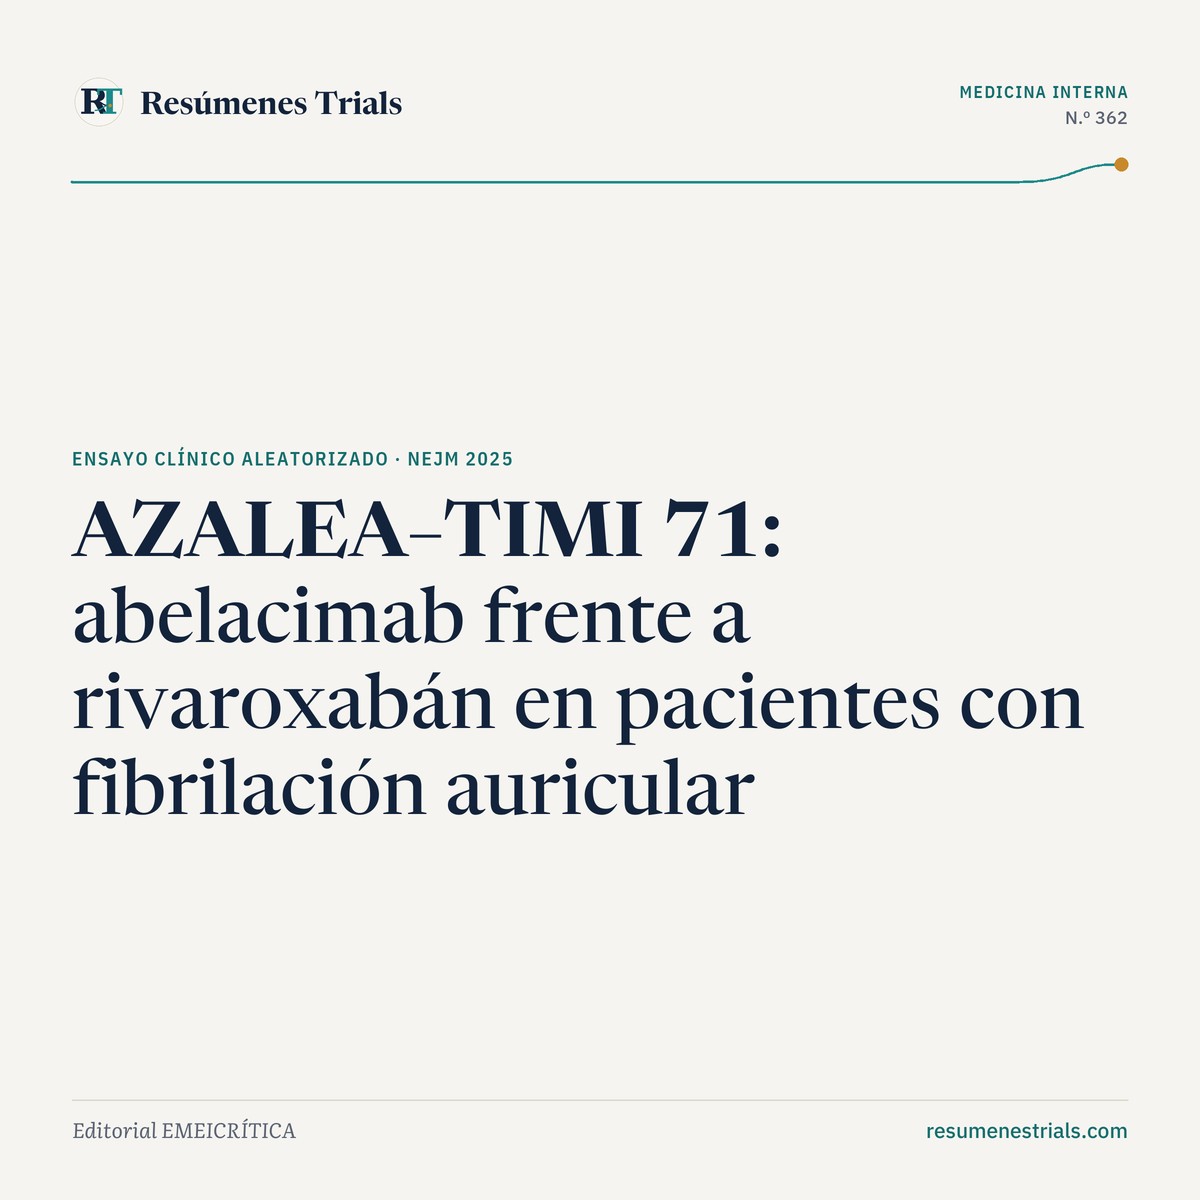 RT Resúmenes Trials
MEDICINA INTERNA
N.º 362
ENSAYO CLÍNICO ALEATORIZADO · NEJM 2025
AZALEA–TIMI 71:
abelacimab frente a
rivaroxabán en pacientes con
fibrilación auricular
Editorial EMEICRÍTICA
resumenestrials.com